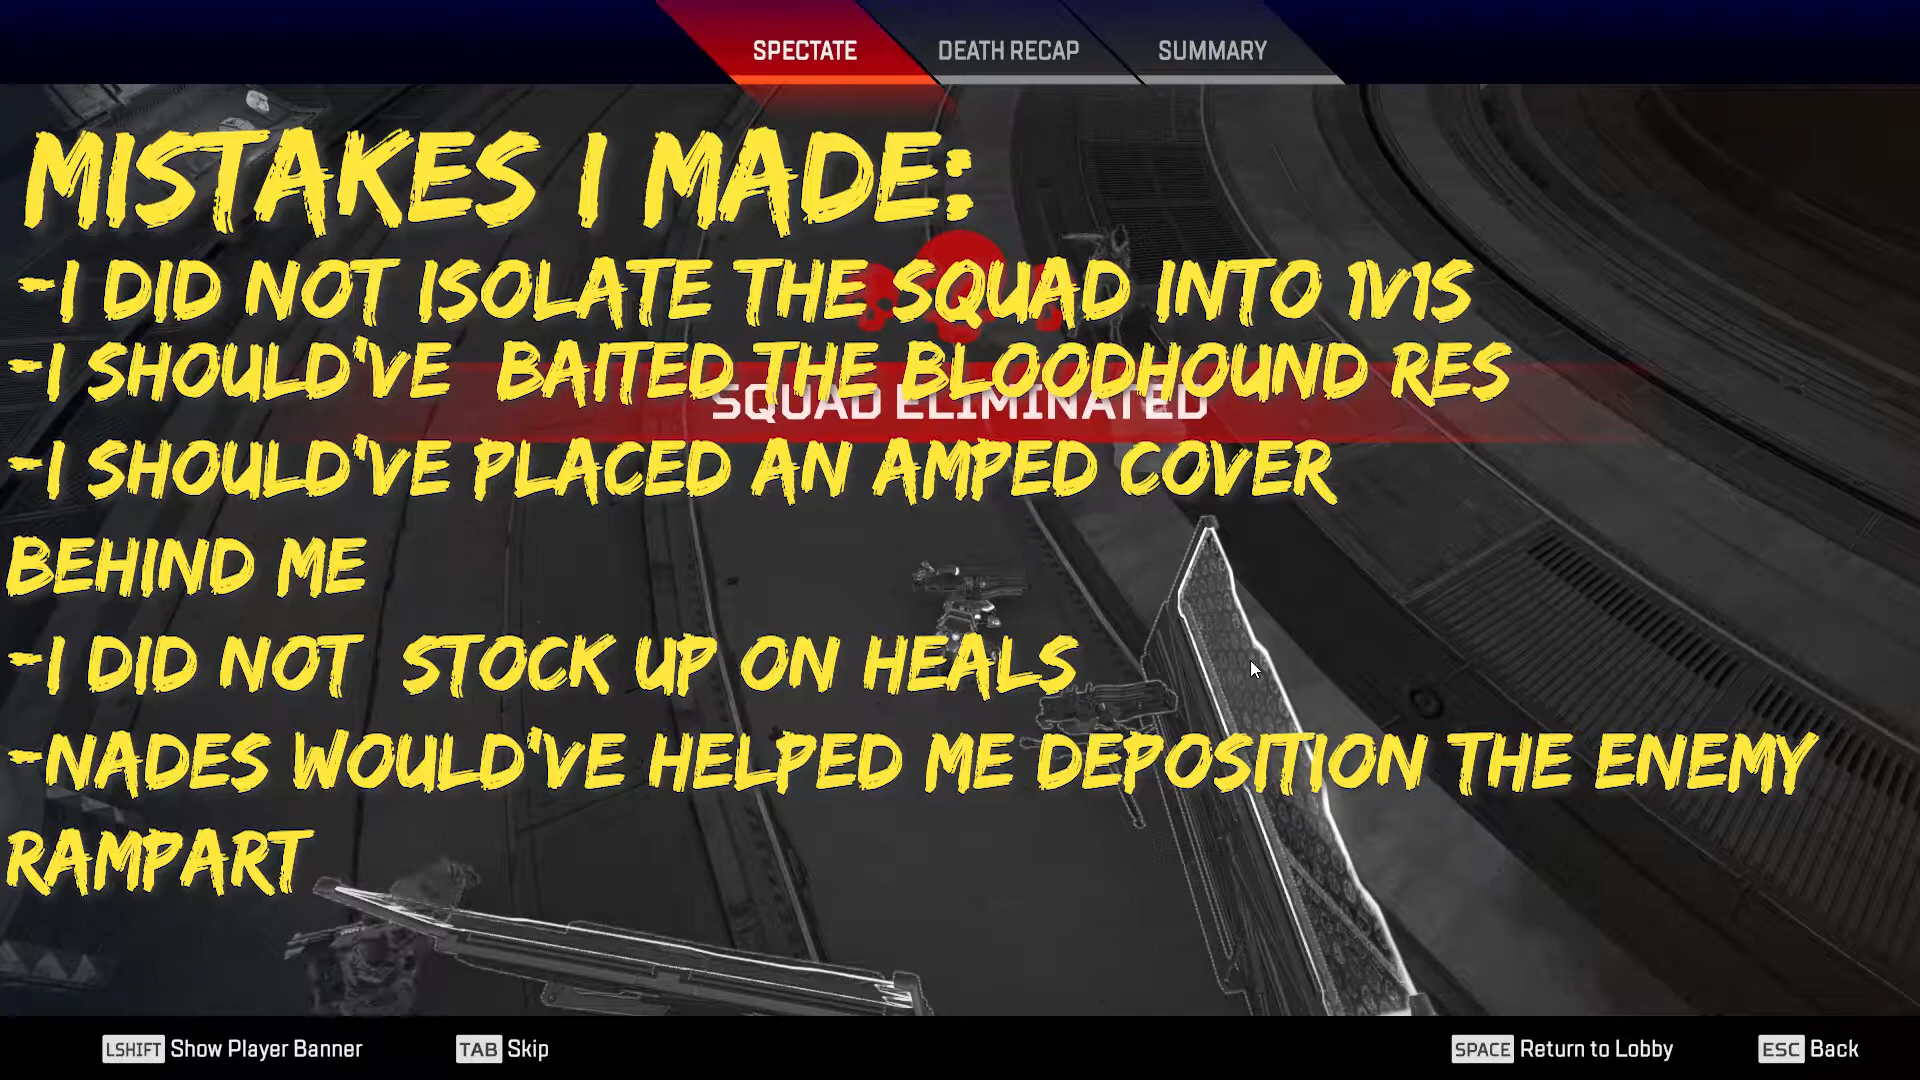 SPECTATE
DEATH RECAP
SUMMARY
MISTAKES I MADE:
-I DID NOT ISOLATE THE SQUAD INTO 1V1S
-I SHOULD'VE BAITED THE BLOODHOUND RES
SQUAD ELIMINATED
-I SHOULD'VE PLACED AN AMPED COVER
BEHIND ME
-I DID NOT STOCK UP ON HEALS
-NADES WOULD'VE HELPED ME DEPOSITION THE ENEMY
RAMPART
LSHIFT Show Player Banner
TAB Skip
SPACE Return to Lobby
ESC Back